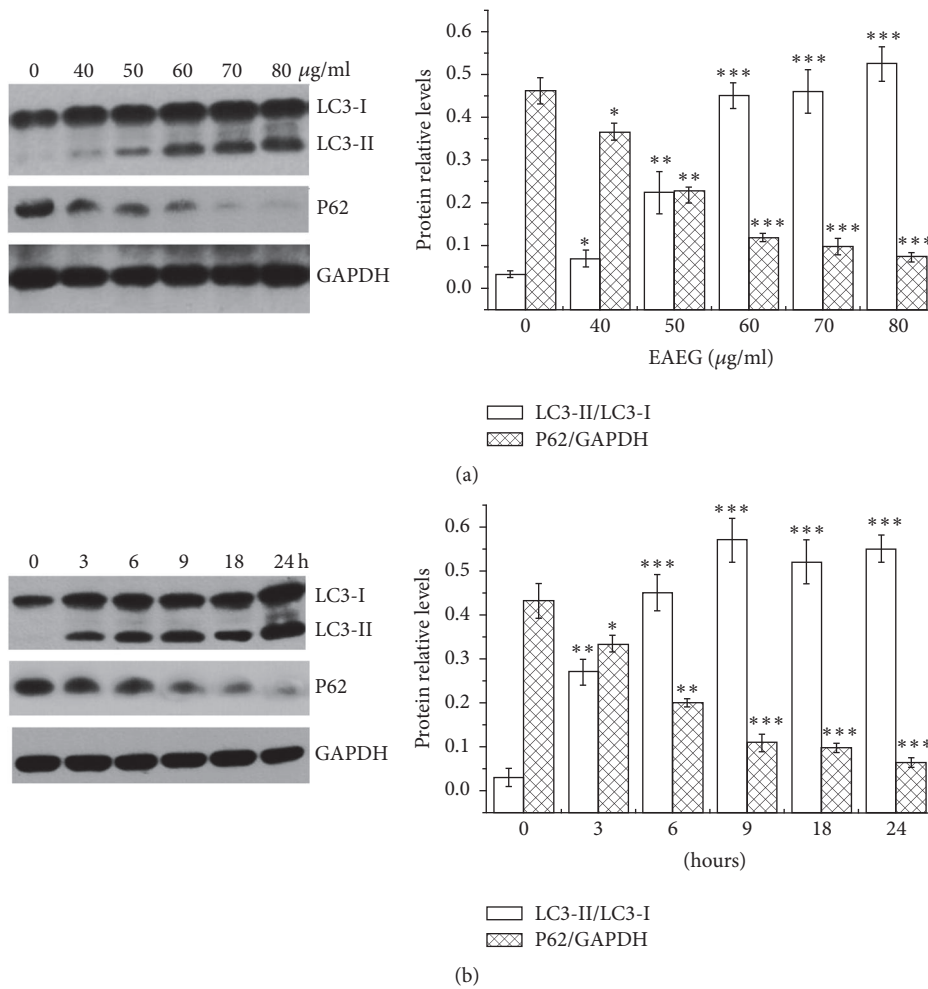 0 40 50 60 70 80 μg/ml
LC3-I
LC3-II
P62
GAPDH
Protein relative levels
0.6
0.5
0.4
0.3
0.2
0.1
0.0
* * * * * * * * * * * * * * * * * * * * * * * *
0 40 50 60 70 80
EAEG (μg/ml)
LC3-II/LC3-I
P62/GAPDH
(a)
0 3 6 9 18 24 h
LC3-I
LC3-II
P62
GAPDH
Protein relative levels
0.6
0.5
0.4
0.3
0.2
0.1
0.0
** * *** ** *** *** *** *** *** ***
0 3 6 9 18 24
(hours)
LC3-II/LC3-I
P62/GAPDH
(b)